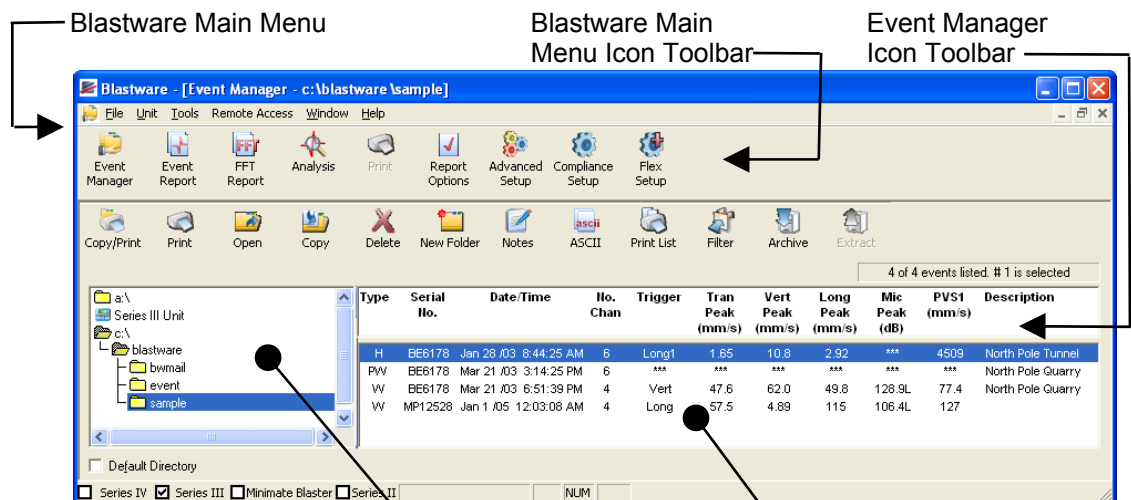 Blastware Main Menu
Blastware Main
Menu Icon Toolbar
Event Manager
Icon Toolbar
Blastware - [Event Manager - c:\blastware\sample]
File Unit Tools Remote Access Window Help
Event Manager
Event Report
FFT Report
Analysis
Print
Report Options
Advanced Setup
Compliance Setup
Flex Setup
Copy/Print Print Open Copy Delete New Folder Notes ASCII Print List Filter Archive Extract
4 of 4 events listed. # 1 is selected
a:\
Series III Unit
c:\
blastware
bwmail
event
sample
Type Serial No. Date/Time No. Chan Trigger Tran Peak (mm/s) Vert Peak (mm/s) Long Peak (mm/s) Mic Peak (dB) PVS1 (mm/s) Description
H BE6178 Jan 28 /03 8:44:25 AM 6 Long1 1.65 10.8 2.92 *** 4509 North Pole Tunnel
PW BE6178 Mar 21 /03 3:14:25 PM 6 *** *** *** *** *** *** North Pole Quarry
W BE6178 Mar 21 /03 6:51:39 PM 4 Vert 47.6 62.0 49.8 128.9L 77.4 North Pole Quarry
W MP12528 Jan 1 /05 12:03:08 AM 4 Long 57.5 4.89 115 106.4L 127
Default Directory
Series IV Series III Minimate Blaster Series II NUM